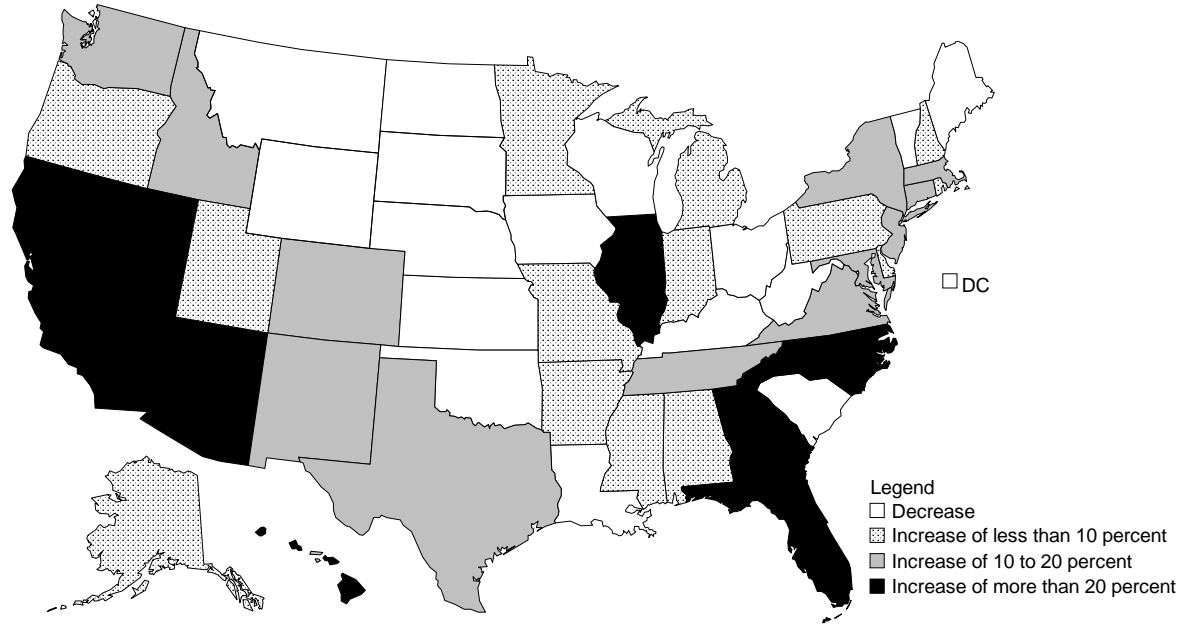 DC
Legend
Decrease
Increase of less than 10 percent
Increase of 10 to 20 percent
Increase of more than 20 percent